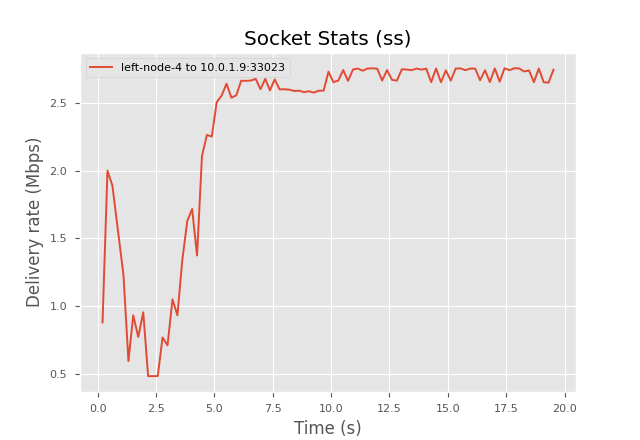 Socket Stats (ss)
left-node-4 to 10.0.1.9:33023
Delivery rate (Mbps)
2.5
2.0
1.5
1.0
0.5
0.0 2.5 5.0 7.5 10.0 12.5 15.0 17.5 20.0
Time (s)